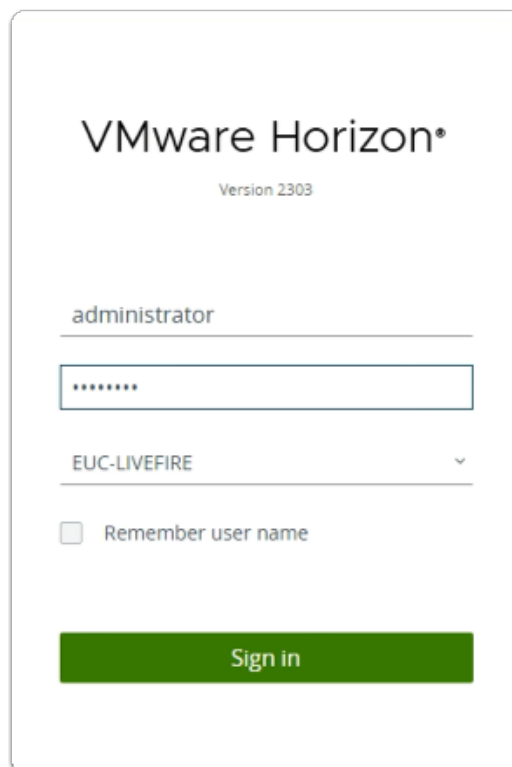 VMware Horizon®
Version 2303
administrator
••••••••
EUC-LIVEFIRE
Remember user name
Sign in